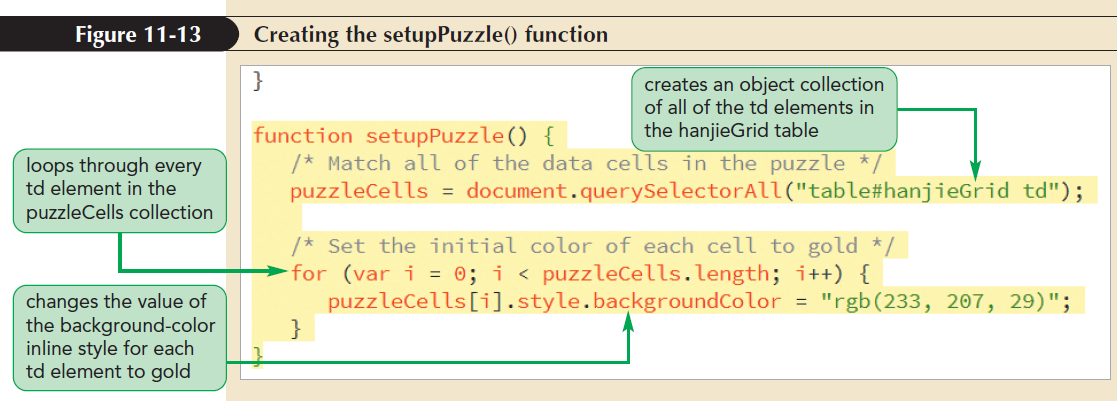 Figure 11-13
Creating the setupPuzzle() function
}
creates an object collection
of all of the td elements in
the hanjieGrid table
function setupPuzzle() {
/* Match all of the data cells in the puzzle */
puzzleCells = document.querySelectorAll("table#hanjieGrid td");
loops through every
td element in the
puzzleCells collection
/* Set the initial color of each cell to gold */
for (var i = 0; i < puzzleCells.length; i++) {
puzzleCells[i].style.backgroundColor = "rgb(233, 207, 29)";
}
}
changes the value of
the background-color
inline style for each
td element to gold